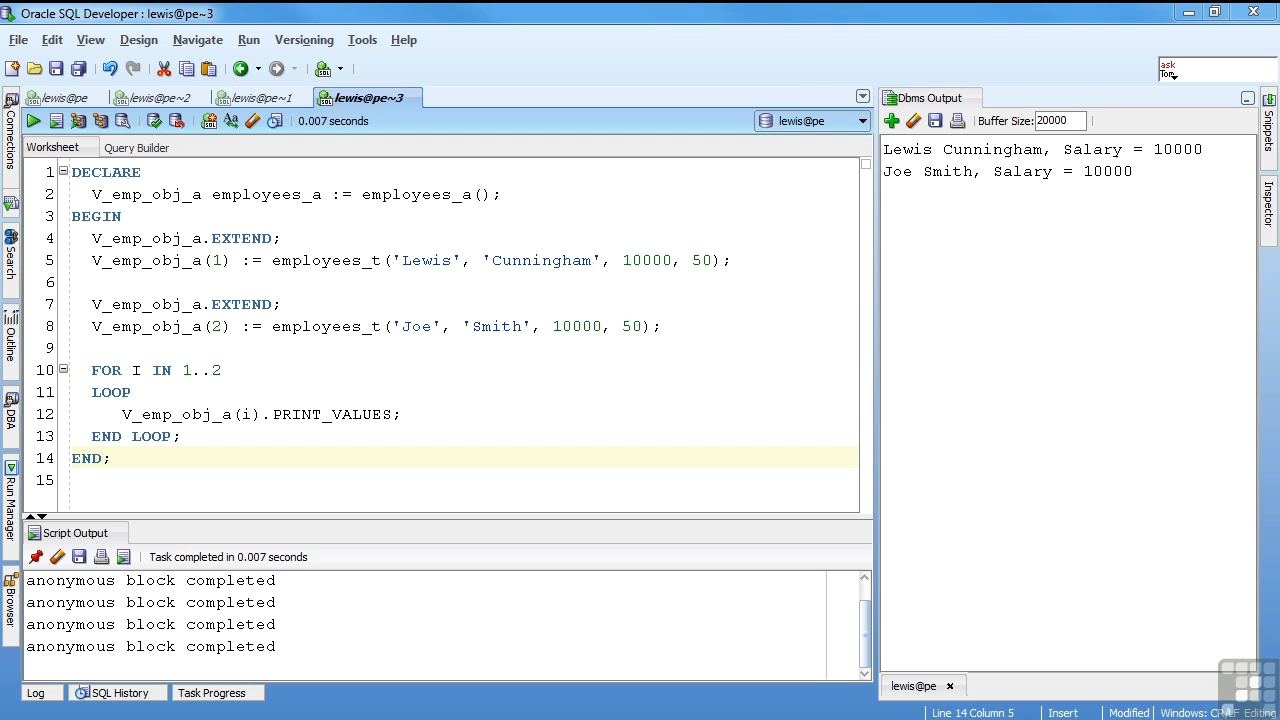 Oracle SQL Developer : lewis@pe~3
File Edit View Design Navigate Run Versioning Tools Help
ask
Tom
lewis@pe lewis@pe~2 lewis@pe~1 lewis@pe~3
0.007 seconds
lewis@pe
Worksheet Query Builder
1 DECLARE
2 V_emp_obj_a employees_a := employees_a();
3 BEGIN
4 V_emp_obj_a.EXTEND;
5 V_emp_obj_a(1) := employees_t('Lewis', 'Cunningham', 10000, 50);
6
7 V_emp_obj_a.EXTEND;
8 V_emp_obj_a(2) := employees_t('Joe', 'Smith', 10000, 50);
9
10 FOR I IN 1..2
11 LOOP
12 V_emp_obj_a(i).PRINT_VALUES;
13 END LOOP;
14 END;
15
Script Output
Task completed in 0.007 seconds
anonymous block completed
anonymous block completed
anonymous block completed
anonymous block completed
Log SQL History Task Progress
Connections
Search
Outline
DBA
Run Manager
Browser
Dbms Output
Buffer Size: 20000
Lewis Cunningham, Salary = 10000
Joe Smith, Salary = 10000
lewis@pe
Snippets
Inspector
Line 14 Column 5 Insert Modified Windows: CR/LF Editing